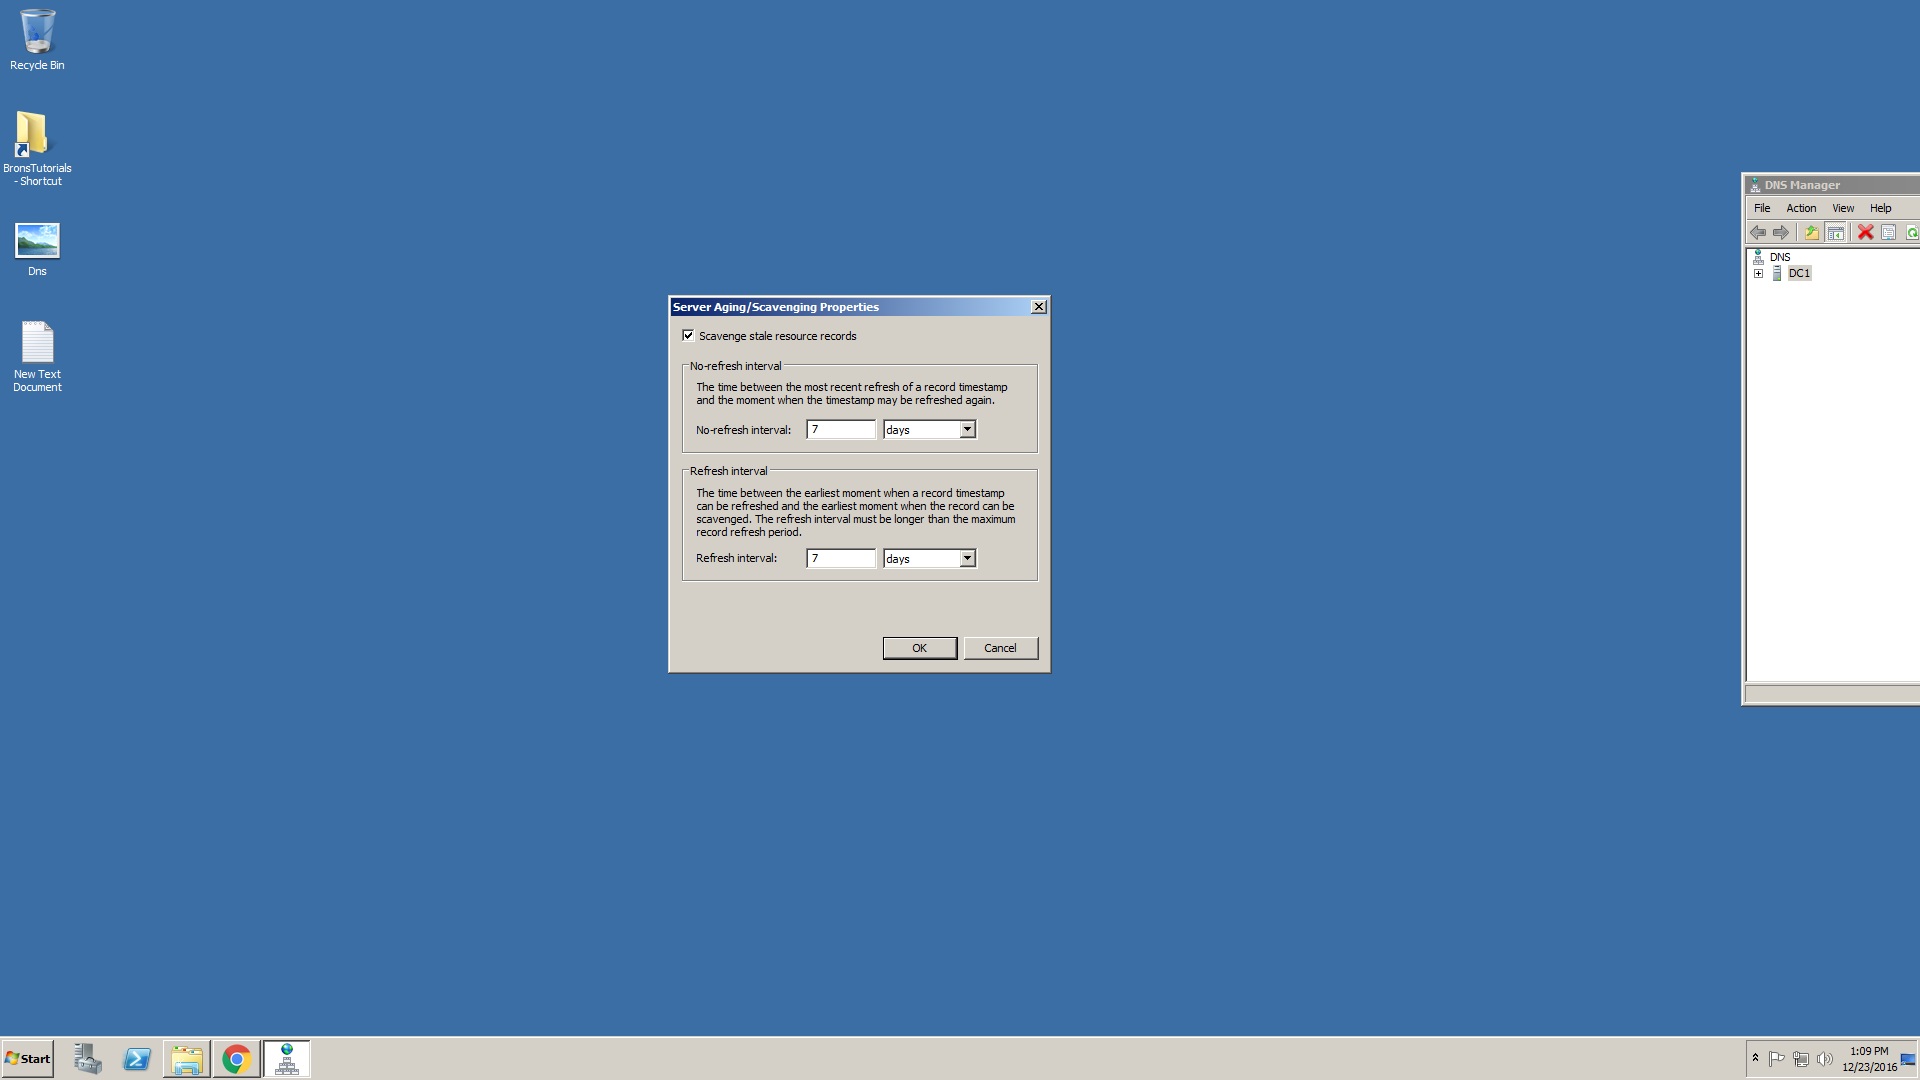 Recycle Bin
BronsTutorials
- Shortcut
Dns
New Text
Document
Server Aging/Scavenging Properties
Scavenge stale resource records
No-refresh interval
The time between the most recent refresh of a record timestamp
and the moment when the timestamp may be refreshed again.
No-refresh interval: 7 days
Refresh interval
The time between the earliest moment when a record timestamp
can be refreshed and the earliest moment when the record can be
scavenged. The refresh interval must be longer than the maximum
record refresh period.
Refresh interval: 7 days
OK Cancel
DNS Manager
File Action View Help
DNS
DC1
Start
1:09 PM
12/23/2016